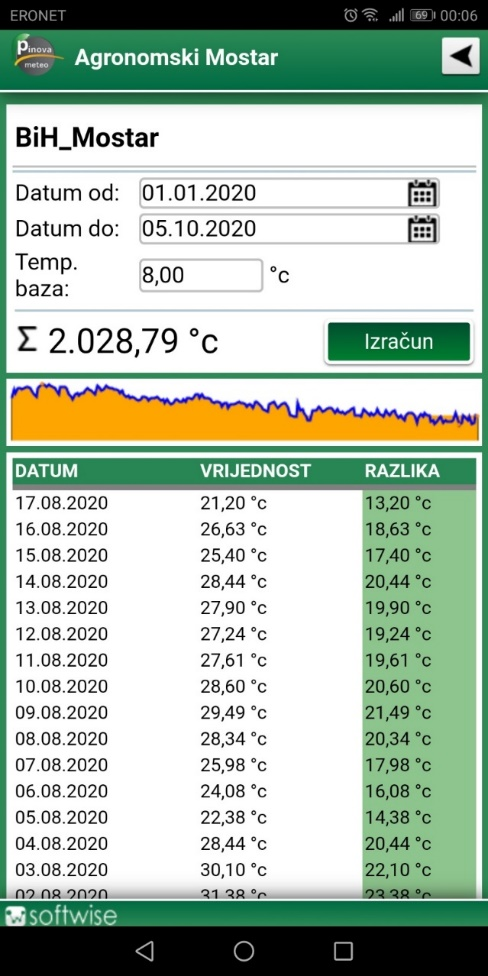 ERONET 69 00:06
Pinova meteo Agronomski Mostar
BiH_Mostar
Datum od: 01.01.2020
Datum do: 05.10.2020
Temp. baza: 8,00 °c
Σ 2.028,79 °c Izračun
DATUM VRIJEDNOST RAZLIKA
17.08.2020 21,20 °c 13,20 °c
16.08.2020 26,63 °c 18,63 °c
15.08.2020 25,40 °c 17,40 °c
14.08.2020 28,44 °c 20,44 °c
13.08.2020 27,90 °c 19,90 °c
12.08.2020 27,24 °c 19,24 °c
11.08.2020 27,61 °c 19,61 °c
10.08.2020 28,60 °c 20,60 °c
09.08.2020 29,49 °c 21,49 °c
08.08.2020 28,34 °c 20,34 °c
07.08.2020 25,98 °c 17,98 °c
06.08.2020 24,08 °c 16,08 °c
05.08.2020 22,38 °c 14,38 °c
04.08.2020 28,44 °c 20,44 °c
03.08.2020 30,10 °c 22,10 °c
02.08.2020 31,38 °c 23,38 °c
softwise